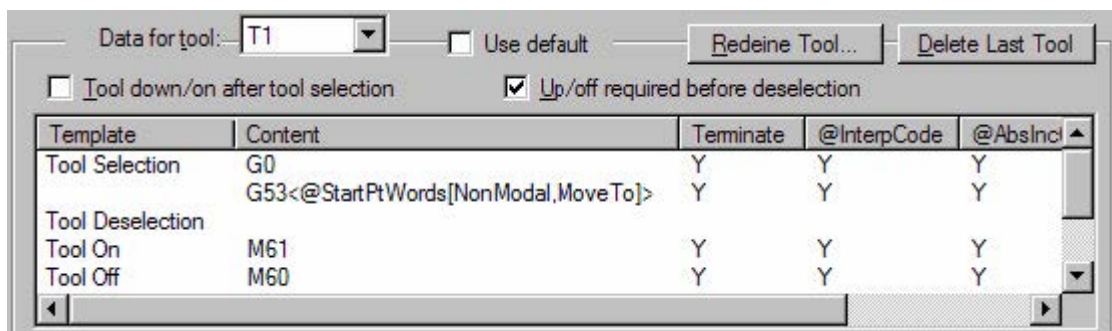 Data for tool: T1 Use default Redeine Tool... Delete Last Tool
Tool down/on after tool selection Up/off required before deselection
Template Content Terminate @InterpCode @AbsInc
Tool Selection G0 Y Y Y
G53<@StartPtWords[NonModal,MoveTo]> Y Y Y
Tool Deselection
Tool On M61 Y Y Y
Tool Off M60 Y Y Y